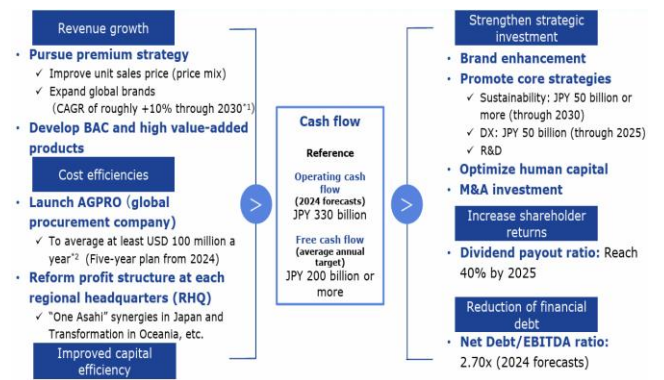 Revenue growth
• Pursue premium strategy
✓ Improve unit sales price (price mix)
✓ Expand global brands
(CAGR of roughly +10% through 2030*1)
• Develop BAC and high value-added
products
Cost efficiencies
• Launch AGPRO (global
procurement company)
✓ To average at least USD 100 million a
year*2 (Five-year plan from 2024)
• Reform profit structure at each
regional headquarters (RHQ)
✓ “One Asahi” synergies in Japan and
Transformation in Oceania, etc.
Improved capital
efficiency
>
Cash flow
Reference
Operating cash
flow
(2024 forecasts)
JPY 330 billion
Free cash flow
(average annual
target)
JPY 200 billion or
more
>
Strengthen strategic
investment
• Brand enhancement
• Promote core strategies
✓ Sustainability: JPY 50 billion or
more (through 2030)
✓ DX: JPY 50 billion (through 2025)
✓ R&D
• Optimize human capital
• M&A investment
Increase shareholder
returns
• Dividend payout ratio: Reach
40% by 2025
Reduction of financial
debt
• Net Debt/EBITDA ratio:
2.70x (2024 forecasts)